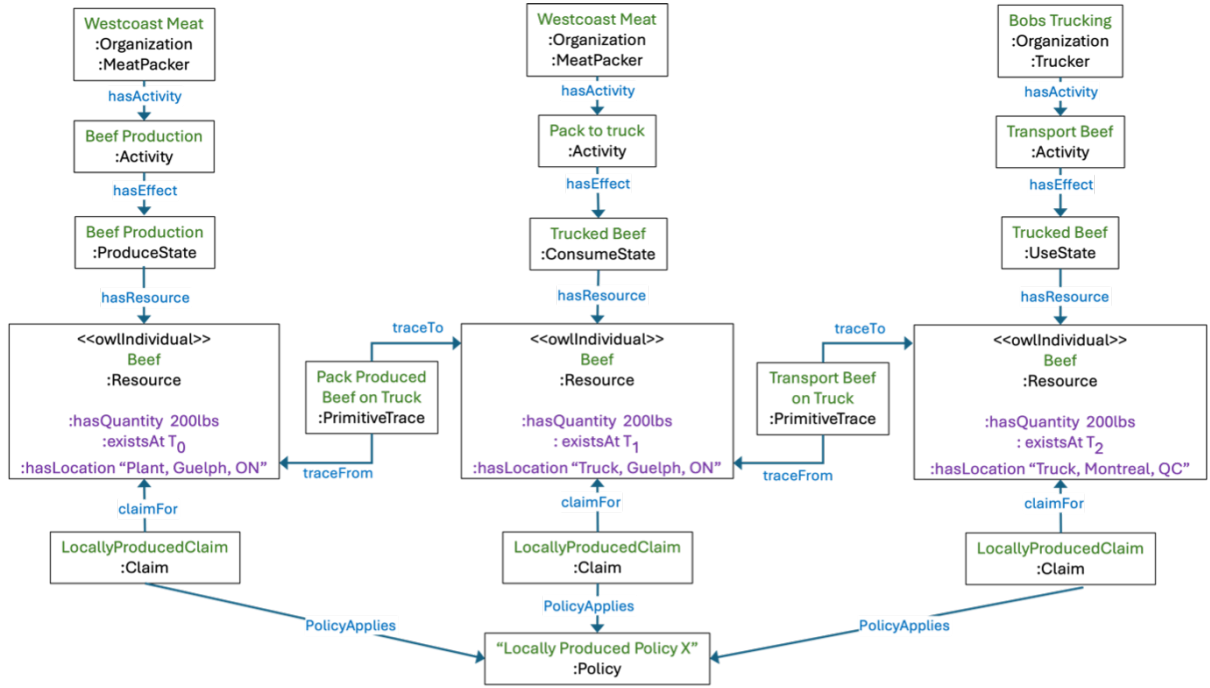 Westcoast Meat
:Organization
:MeatPacker
hasActivity
Beef Production
:Activity
hasEffect
Beef Production
:ProduceState
hasResource
<<owlIndividual>>
Beef
:Resource
:hasQuantity 200lbs
:existsAt T0
:hasLocation “Plant, Guelph, ON”
claimFor
LocallyProducedClaim
:Claim
PolicyApplies
traceTo
Pack Produced
Beef on Truck
:PrimitiveTrace
traceFrom
Westcoast Meat
:Organization
:MeatPacker
hasActivity
Pack to truck
:Activity
hasEffect
Trucked Beef
:ConsumeState
hasResource
<<owlIndividual>>
Beef
:Resource
:hasQuantity 200lbs
: existsAt T1
:hasLocation “Truck, Guelph, ON”
claimFor
LocallyProducedClaim
:Claim
PolicyApplies
“Locally Produced Policy X”
:Policy
traceTo
Transport Beef
on Truck
:PrimitiveTrace
traceFrom
Bobs Trucking
:Organization
:Trucker
hasActivity
Transport Beef
:Activity
hasEffect
Trucked Beef
:UseState
hasResource
<<owlIndividual>>
Beef
:Resource
:hasQuantity 200lbs
: existsAt T2
:hasLocation “Truck, Montreal, QC”
claimFor
LocallyProducedClaim
:Claim
PolicyApplies